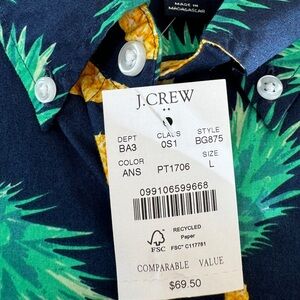 MADE IN
MADAGASCAR
J.CREW
DEPT CLASS STYLE
BA3 0S1 BG875
COLOR SIZE
ANS PT1706 L
099106599668
FSC
RECYCLED
Paper
FSC® C117781
COMPARABLE VALUE
$69.50